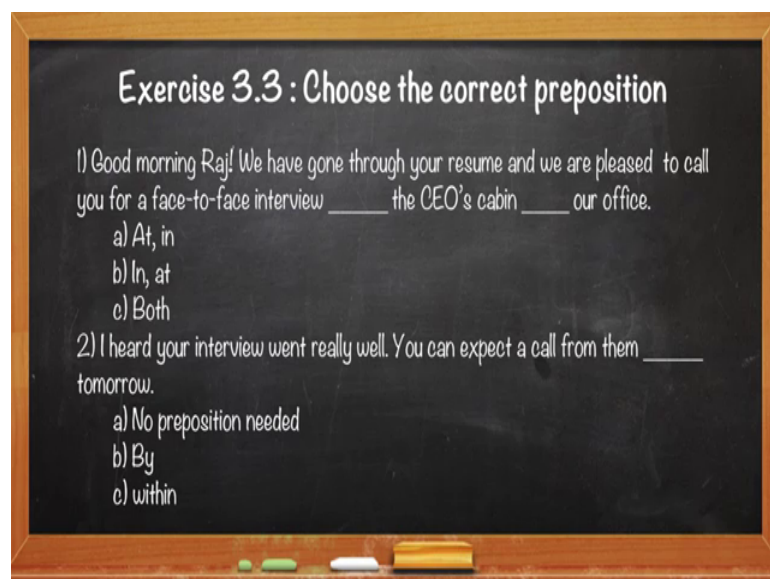 Exercise 3.3 : Choose the correct preposition
1) Good morning Raj! We have gone through your resume and we are pleased to call
you for a face-to-face interview ______ the CEO's cabin _____ our office.
a) At, in
b) In, at
c) Both
2) I heard your interview went really well. You can expect a call from them ______
tomorrow.
a) No preposition needed
b) By
c) within